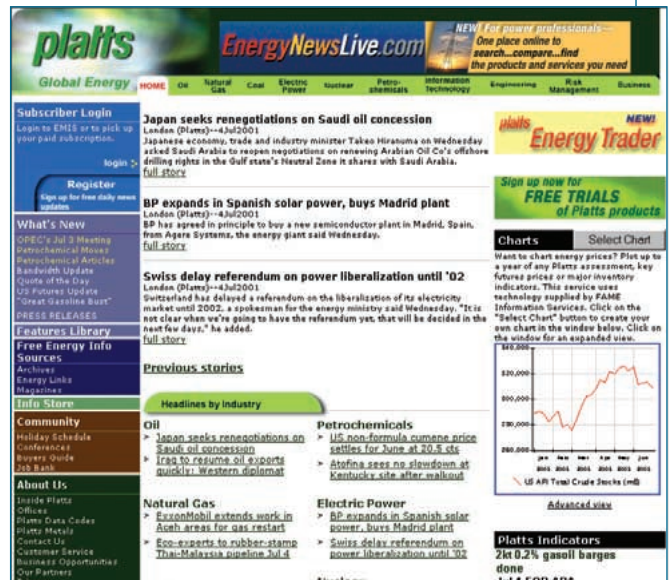 platts
Global Energy
EnergyNewsLive.com
NEW! For power professionals—
One place online to
search...compare...find
the products and services you need
HOME Oil Natural Gas Coal Electric Power Nuclear Petro-chemicals Information Technology Engineering Risk Management Business
Subscriber Login
Login to EMIS or to pick up
your paid subscription.
login
Register
Sign up for free daily news
updates
What's New
OPEC's Jul 3 Meeting
Petrochemical Moves
Petrochemical Articles
Bandwidth Update
Quote of the Day
US Futures Update
"Great Gasoline Bust"
PRESS RELEASES
Features Library
Free Energy Info
Sources
Archives
Energy Links
Magazines
Info Store
Community
Holiday Schedule
Conferences
Buyers Guide
Job Bank
About Us
Inside Platts
Offices
Platts Data Codes
Platts Metals
Contact Us
Customer Service
Business Opportunities
Our Partners
Japan seeks renegotiations on Saudi oil concession
London (Platts)--4Jul2001
Japanese economy, trade and industry minister Takeo Hiranuma on Wednesday
asked Saudi Arabia to reopen negotiations on renewing Arabian Oil Co's offshore
drilling rights in the Gulf state's Neutral Zone it shares with Saudi Arabia.
full story
BP expands in Spanish solar power, buys Madrid plant
London (Platts)--4Jul2001
BP has agreed in principle to buy a new semiconductor plant in Madrid, Spain,
from Agere Systems, the energy giant said Wednesday.
full story
Swiss delay referendum on power liberalization until '02
London (Platts)--4Jul2001
Switzerland has delayed a referendum on the liberalisation of its electricity
market until 2002, a spokesman for the energy ministry said Wednesday. "It is
not clear when we're going to have the referendum yet, that will be decided in the
next few days," he added.
full story
Previous stories
Headlines by Industry
Oil
> Japan seeks renegotiations on
Saudi oil concession
> Iraq to resume oil exports
quickly: Western diplomat
Petrochemicals
> US non-formula cumene price
settles for June at 20.5 cts
> Atofina sees no slowdown at
Kentucky site after walkout
Natural Gas
> ExxonMobil extends work in
Aceh areas for gas restart
> Eco-experts to rubber-stamp
Thai-Malaysia pipeline Jul 4
Electric Power
> BP expands in Spanish solar
power, buys Madrid plant
> Swiss delay referendum on
power liberalization until '02
Nuclear
platts NEW!
Energy Trader
Sign up now for
FREE TRIALS
of Platts products
Charts Select Chart
Want to chart energy prices? Plot up to
a year of any Platts assessment, key
futures prices or major inventory
indicators. This service uses
technology supplied by FAME
Information Services. Click on the
"Select Chart" button to create your
own chart in the window below. Click on
the window for an expanded view.
340,000
260,000
Jan Feb Mar Apr May Jun
2001 2001 2001 2001 2001 2001
US API Total Crude Stocks (mB)
Advanced view
Platts Indicators
2kt 0.2% gasoil barges
done